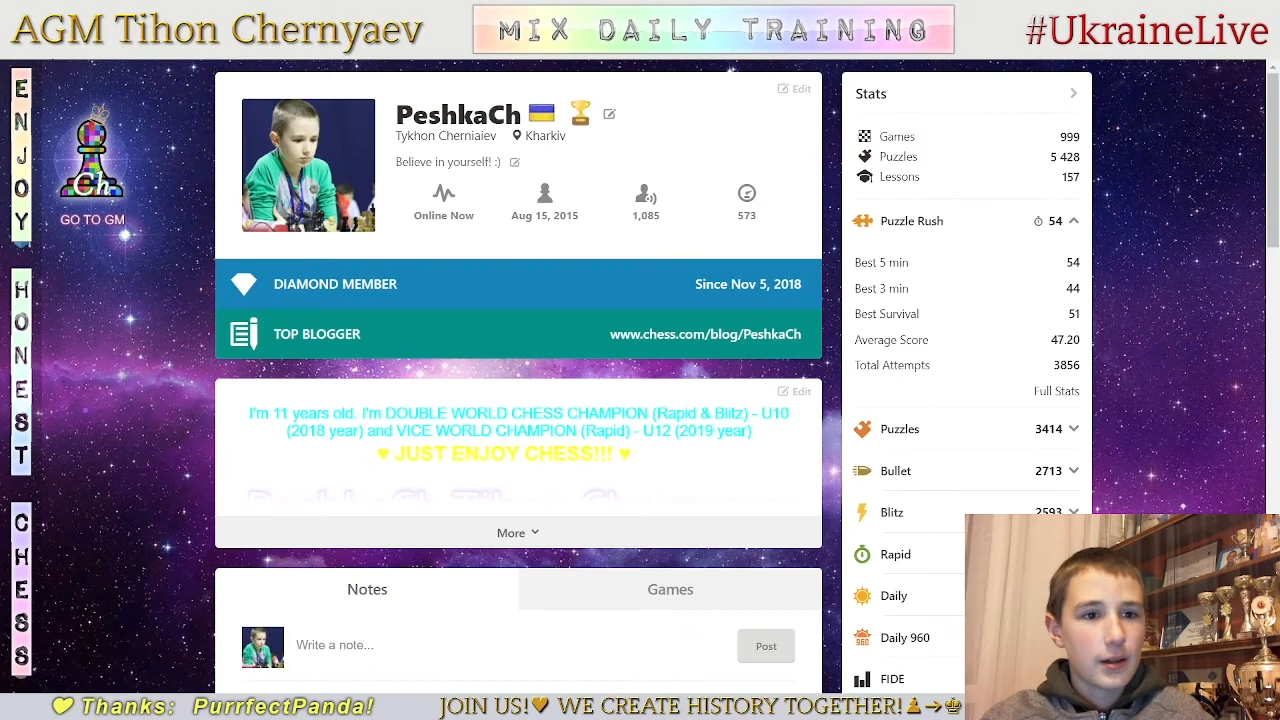 AGM Tihon Chernyaev
MIX DAILY TRAINING
#UkraineLive
ENJOY
HONEST
CHESS
Ch
GO TO GM
Edit
PeshkaCh
Tykhon Cherniaiev Kharkiv
Believe in yourself! :)
Online Now Aug 15, 2015 1,085 573
DIAMOND MEMBER Since Nov 5, 2018
TOP BLOGGER www.chess.com/blog/PeshkaCh
Edit
I'm 11 years old. I'm DOUBLE WORLD CHESS CHAMPION (Rapid & Blitz) - U10
(2018 year) and VICE WORLD CHAMPION (Rapid) - U12 (2019 year)
♥ JUST ENJOY CHESS!!! ♥
More
Notes Games
Write a note... Post
Stats
Games 999
Puzzles 5 428
Lessons 157
Puzzle Rush 54
Best 5 min 54
Best 3 min 44
Best Survival 51
Average Score 47.20
Total Attempts 3856
Full Stats
Puzzles 3414
Bullet 2713
Blitz 2593
Rapid
Daily
960 Daily 960
FIDE
Thanks: PurrfectPanda!
JOIN US!♥ WE CREATE HISTORY TOGETHER!♟→♚